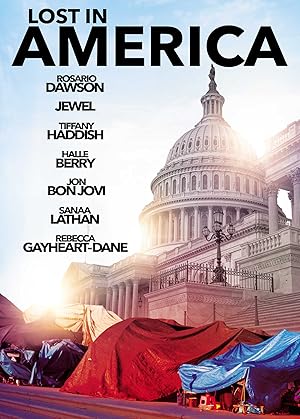 LOST IN
AMERICA
ROSARIO
DAWSON
JEWEL
TIFFANY
HADDISH
HALLE
BERRY
JON
BON JOVI
SANAA
LATHAN
REBECCA
GAYHEART-DANE